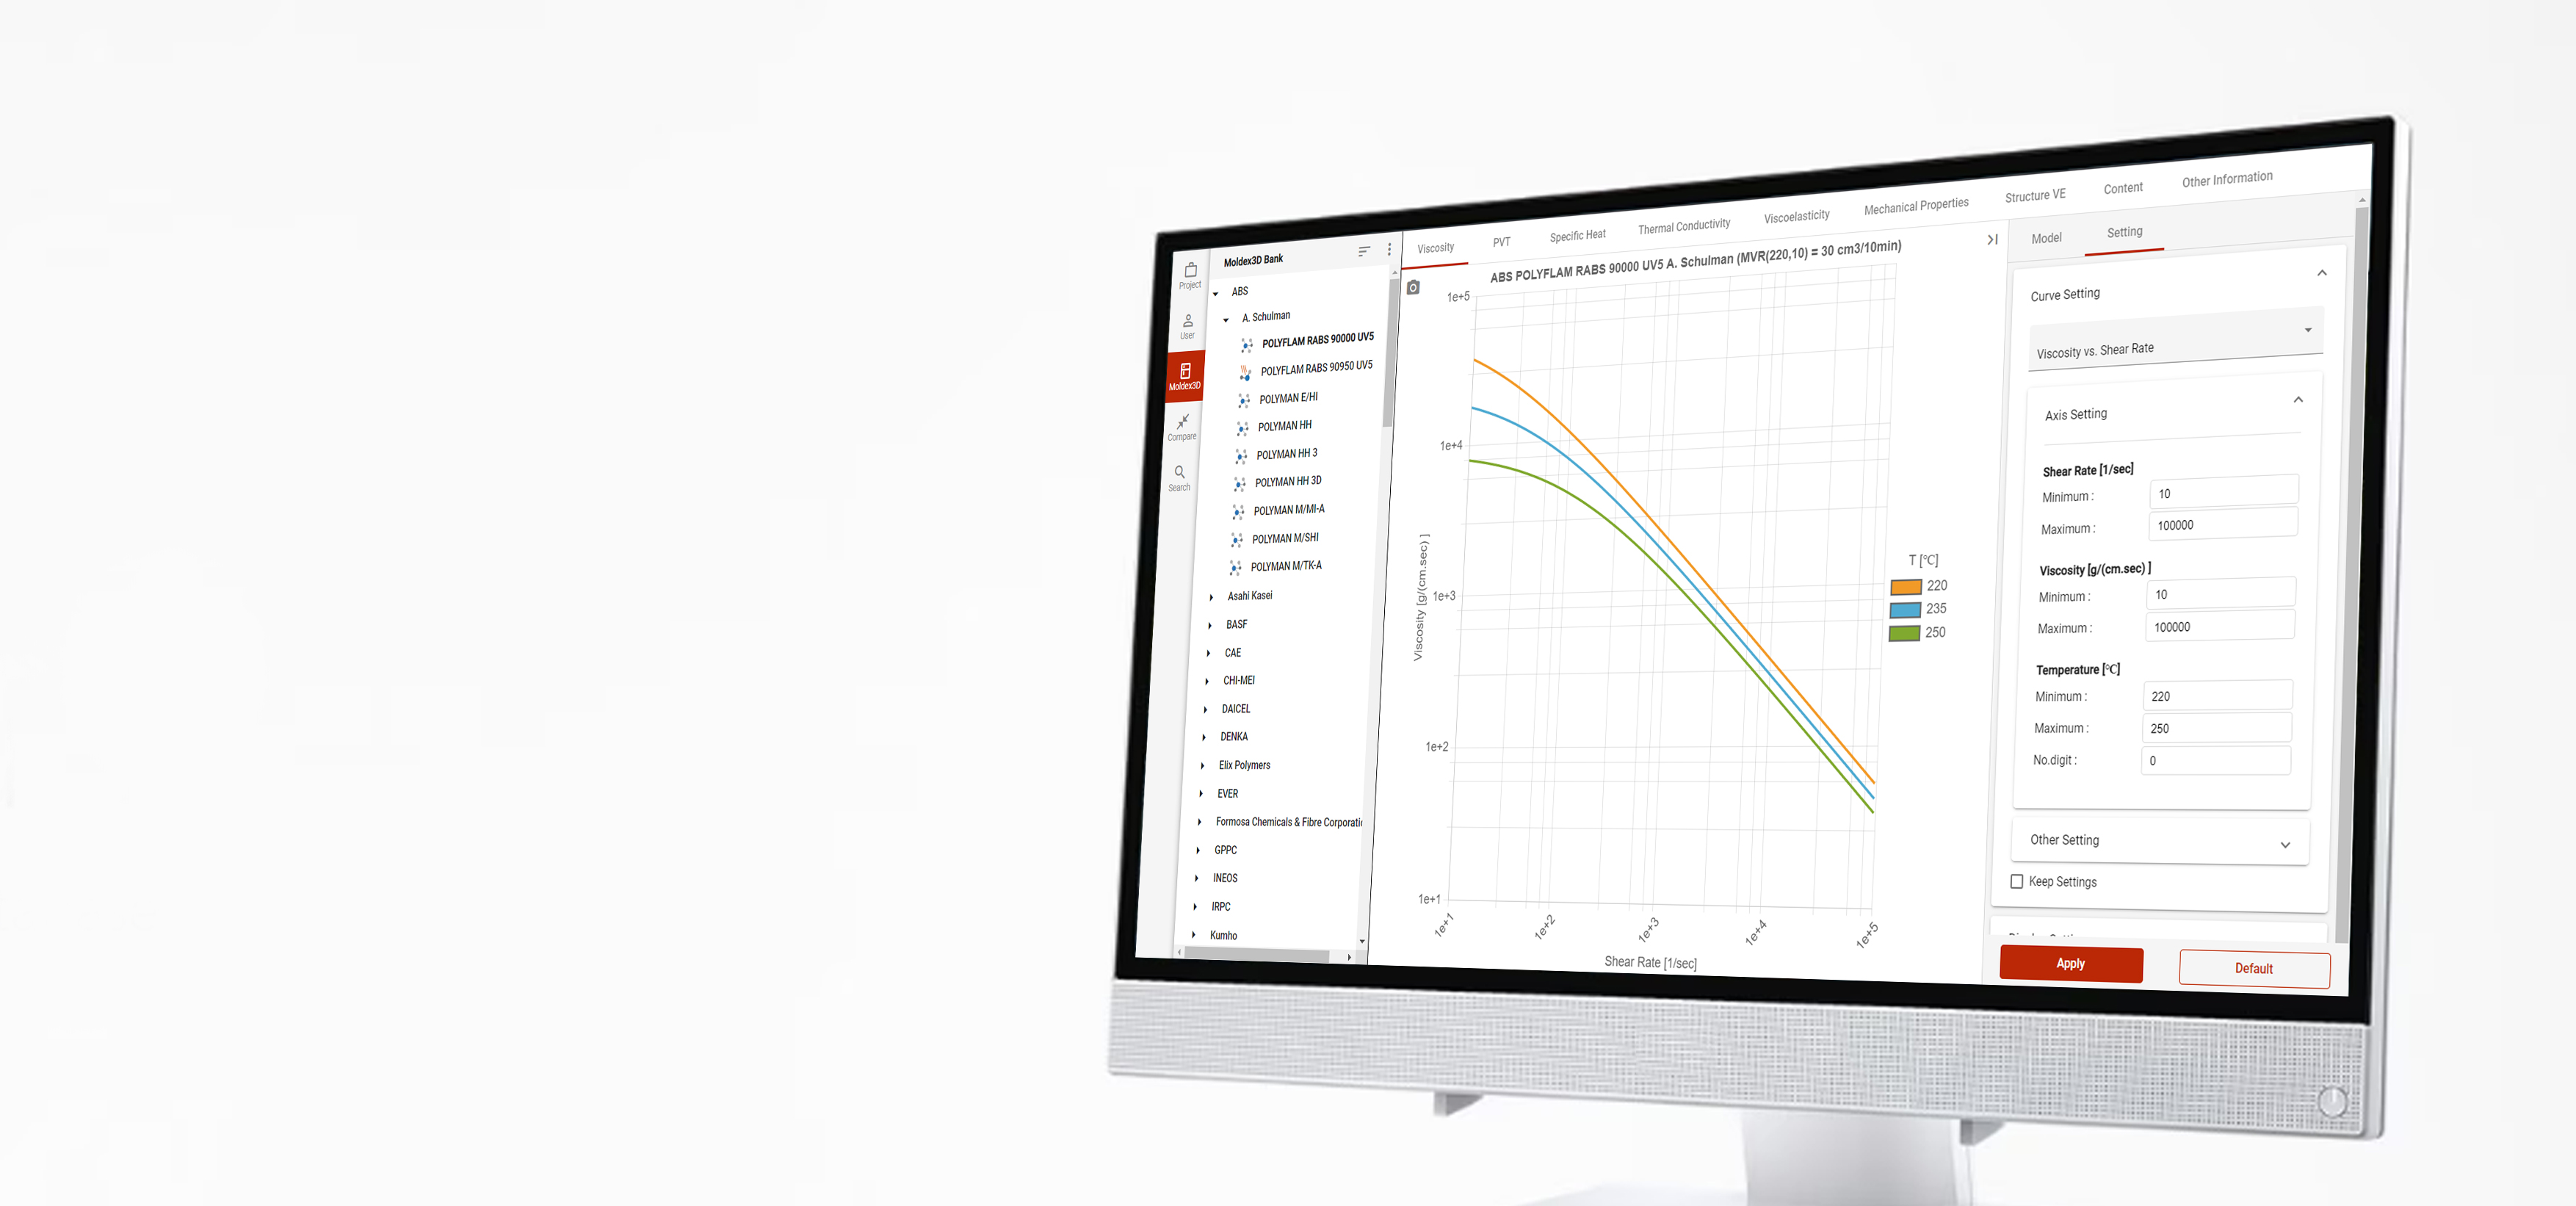 Project
User
Moldex3D
Compare
Search
Moldex3D Bank
ABS
A. Schulman
POLYFLAM RABS 90000 UV5
POLYFLAM RABS 90950 UV5
POLYMAN E/HI
POLYMAN HH
POLYMAN HH 3
POLYMAN HH 3D
POLYMAN M/MI-A
POLYMAN M/SHI
POLYMAN M/TK-A
Asahi Kasei
BASF
CAE
CHI-MEI
DAICEL
DENKA
Elix Polymers
EVER
Formosa Chemicals & Fibre Corporati
GPPC
INEOS
IRPC
Kumho
Viscosity PVT Specific Heat Thermal Conductivity Viscoelasticity Mechanical Properties Structure VE Content Other Information
ABS POLYFLAM RABS 90000 UV5 A. Schulman (MVR(220,10) = 30 cm3/10min)
1e+5
1e+4
1e+3
1e+2
1e+1
Viscosity [g/(cm.sec) ]
1e+1 1e+2 1e+3 1e+4 1e+5
Shear Rate [1/sec]
T [°C]
220
235
250
Model Setting
Curve Setting
Viscosity vs. Shear Rate
Axis Setting
Shear Rate [1/sec]
Minimum : 10
Maximum : 100000
Viscosity [g/(cm.sec) ]
Minimum : 10
Maximum : 100000
Temperature [°C]
Minimum : 220
Maximum : 250
No.digit : 0
Other Setting
Keep Settings
Apply Default